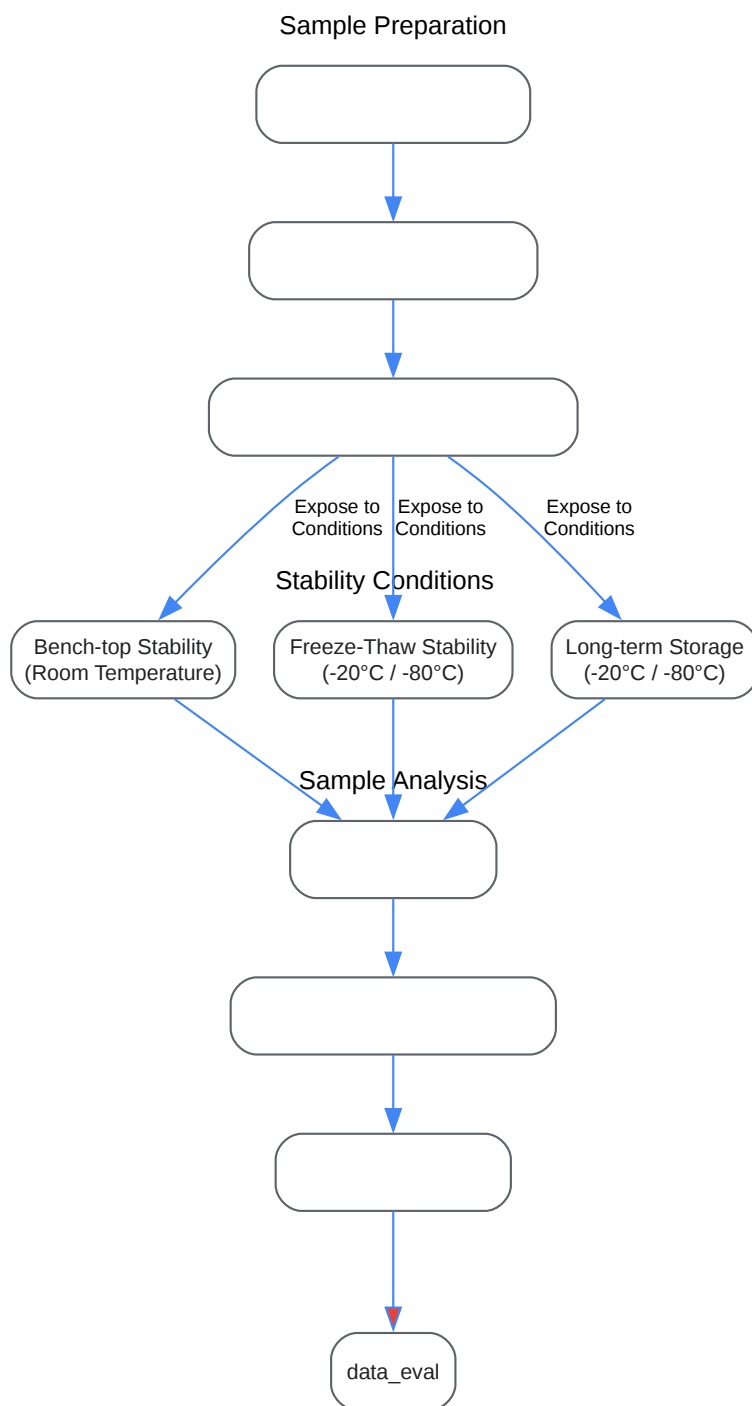 Sample Preparation
Expose to
Conditions
Expose to
Conditions
Expose to
Conditions
Stability Conditions
Bench-top Stability
(Room Temperature)
Freeze-Thaw Stability
(-20°C / -80°C)
Long-term Storage
(-20°C / -80°C)
Sample Analysis
data_eval